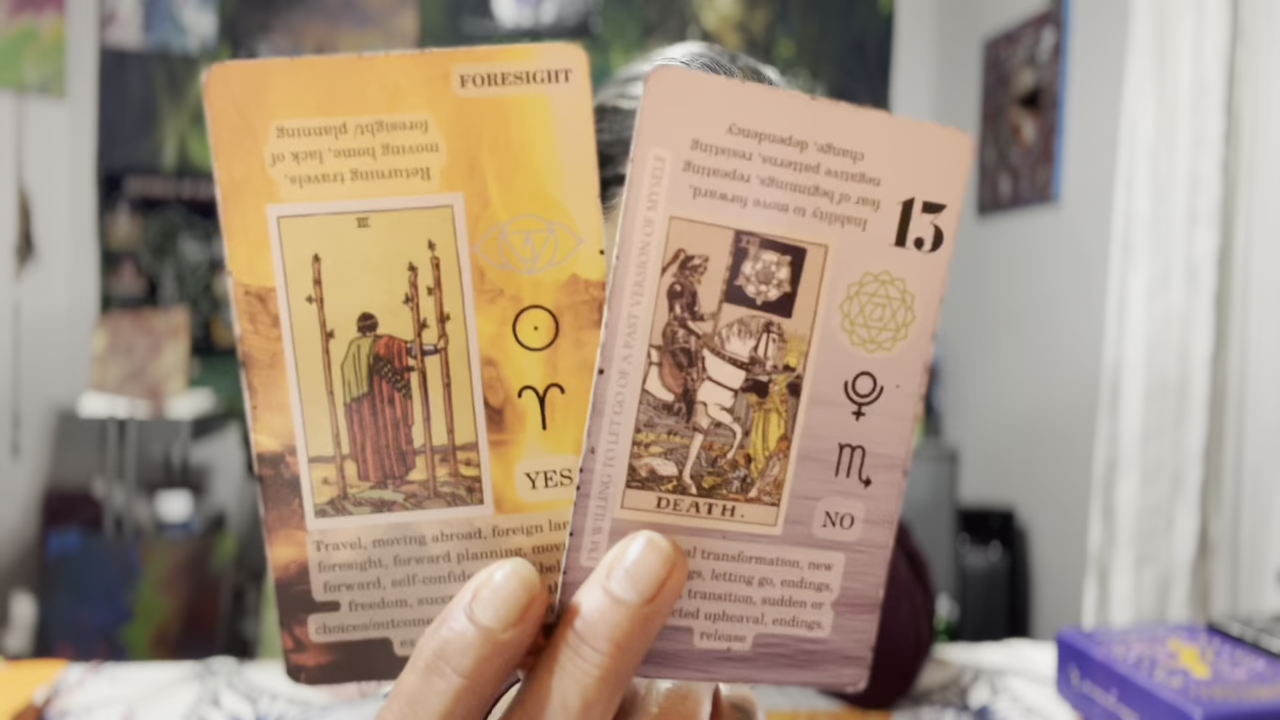 FORESIGHT
Returning travels,
moving home, lack of
foresight/ planning
III
YES
Travel, moving abroad, foreign
foresight, forward planning,
forward,
freedom,
choices/outcome
Inability to move forward,
fear of beginnings, repeating
negative patterns, resisting
change, dependency
13
I'M WILLING TO LET GO OF A PAST VERSION OF MYSELF
XIII
DEATH.
NO
transformation, new
letting go, endings,
transition, sudden or
upheaval, endings,
release